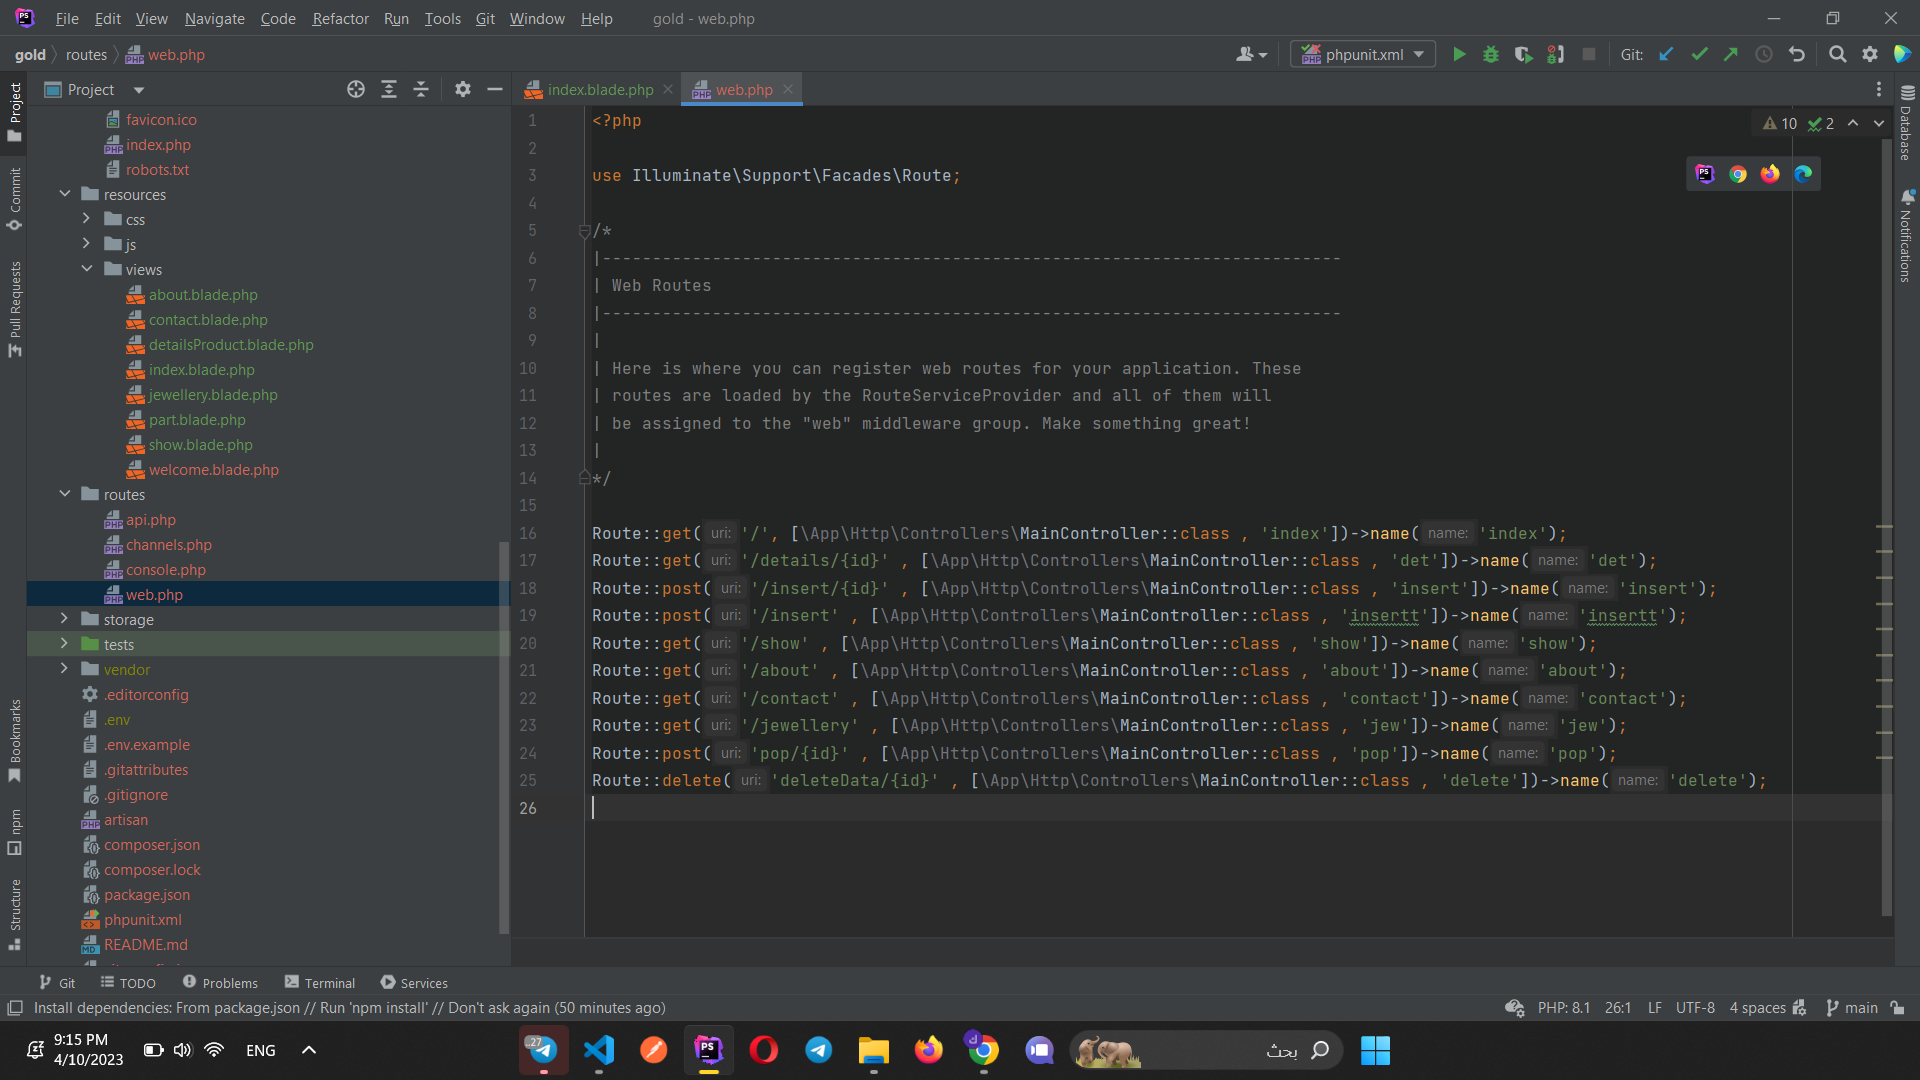 File Edit View Navigate Code Refactor Run Tools Git Window Help gold - web.php
gold routes web.php
phpunit.xml
Git:
Project
index.blade.php
web.php
Project
Commit
Pull Requests
Bookmarks
npm
Structure
favicon.ico
index.php
robots.txt
resources
css
js
views
about.blade.php
contact.blade.php
detailsProduct.blade.php
index.blade.php
jewellery.blade.php
part.blade.php
show.blade.php
welcome.blade.php
routes
api.php
channels.php
console.php
web.php
storage
tests
vendor
.editorconfig
.env
.env.example
.gitattributes
.gitignore
artisan
composer.json
composer.lock
package.json
phpunit.xml
README.md
10 2
Database
Notifications
1 <?php
2
3 use Illuminate\Support\Facades\Route;
4
5 /*
6 |--------------------------------------------------------------------------
7 | Web Routes
8 |--------------------------------------------------------------------------
9 |
10 | Here is where you can register web routes for your application. These
11 | routes are loaded by the RouteServiceProvider and all of them will
12 | be assigned to the "web" middleware group. Make something great!
13 |
14 */
15
16 Route::get( uri: '/', [\App\Http\Controllers\MainController::class , 'index'])->name( name: 'index');
17 Route::get( uri: '/details/{id}' , [\App\Http\Controllers\MainController::class , 'det'])->name( name: 'det');
18 Route::post( uri: '/insert/{id}' , [\App\Http\Controllers\MainController::class , 'insert'])->name( name: 'insert');
19 Route::post( uri: '/insert' , [\App\Http\Controllers\MainController::class , 'insertt'])->name( name: 'insertt');
20 Route::get( uri: '/show' , [\App\Http\Controllers\MainController::class , 'show'])->name( name: 'show');
21 Route::get( uri: '/about' , [\App\Http\Controllers\MainController::class , 'about'])->name( name: 'about');
22 Route::get( uri: '/contact' , [\App\Http\Controllers\MainController::class , 'contact'])->name( name: 'contact');
23 Route::get( uri: '/jewellery' , [\App\Http\Controllers\MainController::class , 'jew'])->name( name: 'jew');
24 Route::post( uri: 'pop/{id}' , [\App\Http\Controllers\MainController::class , 'pop'])->name( name: 'pop');
25 Route::delete( uri: 'deleteData/{id}' , [\App\Http\Controllers\MainController::class , 'delete'])->name( name: 'delete');
26
Git TODO Problems Terminal Services
Install dependencies: From package.json // Run 'npm install' // Don't ask again (50 minutes ago)
PHP: 8.1 26:1 LF UTF-8 4 spaces main
9:15 PM
4/10/2023
ENG
..27
بحث